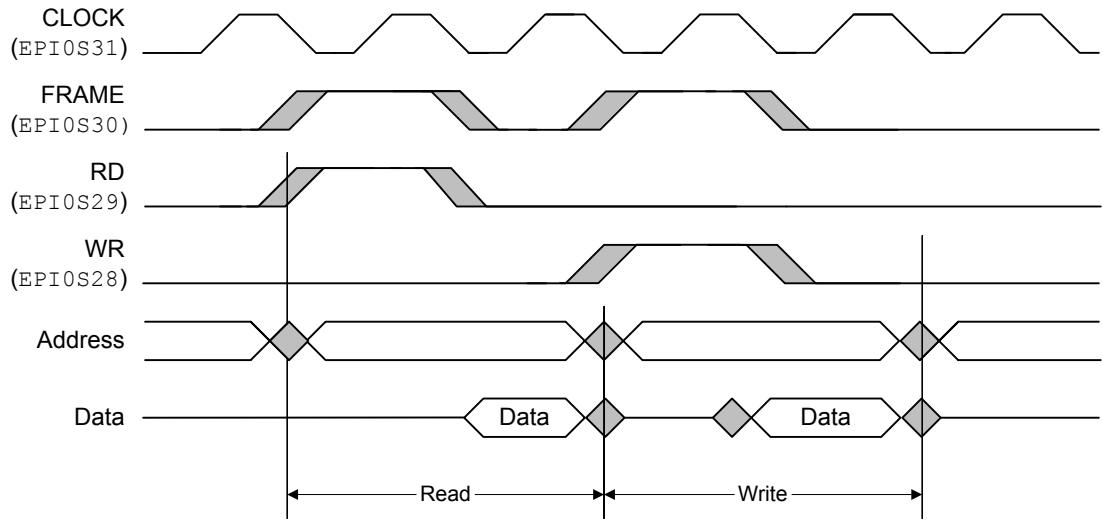 CLOCK
(EPI0S31)
FRAME
(EPI0S30)
RD
(EPI0S29)
WR
(EPI0S28)
Address
Data
Data
Data
Read
Write